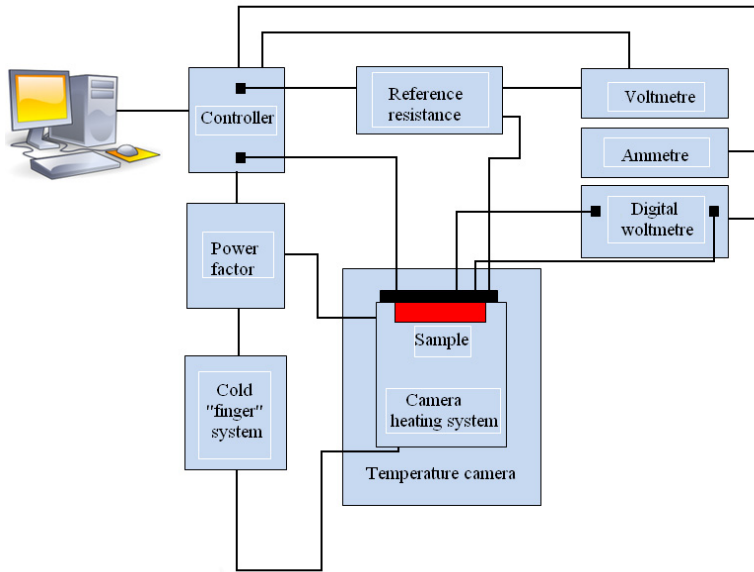 Controller
Reference
resistance
Voltmetre
Ammetre
Digital
woltmetre
Power
factor
Sample
Cold
"finger"
system
Camera
heating system
Temperature camera